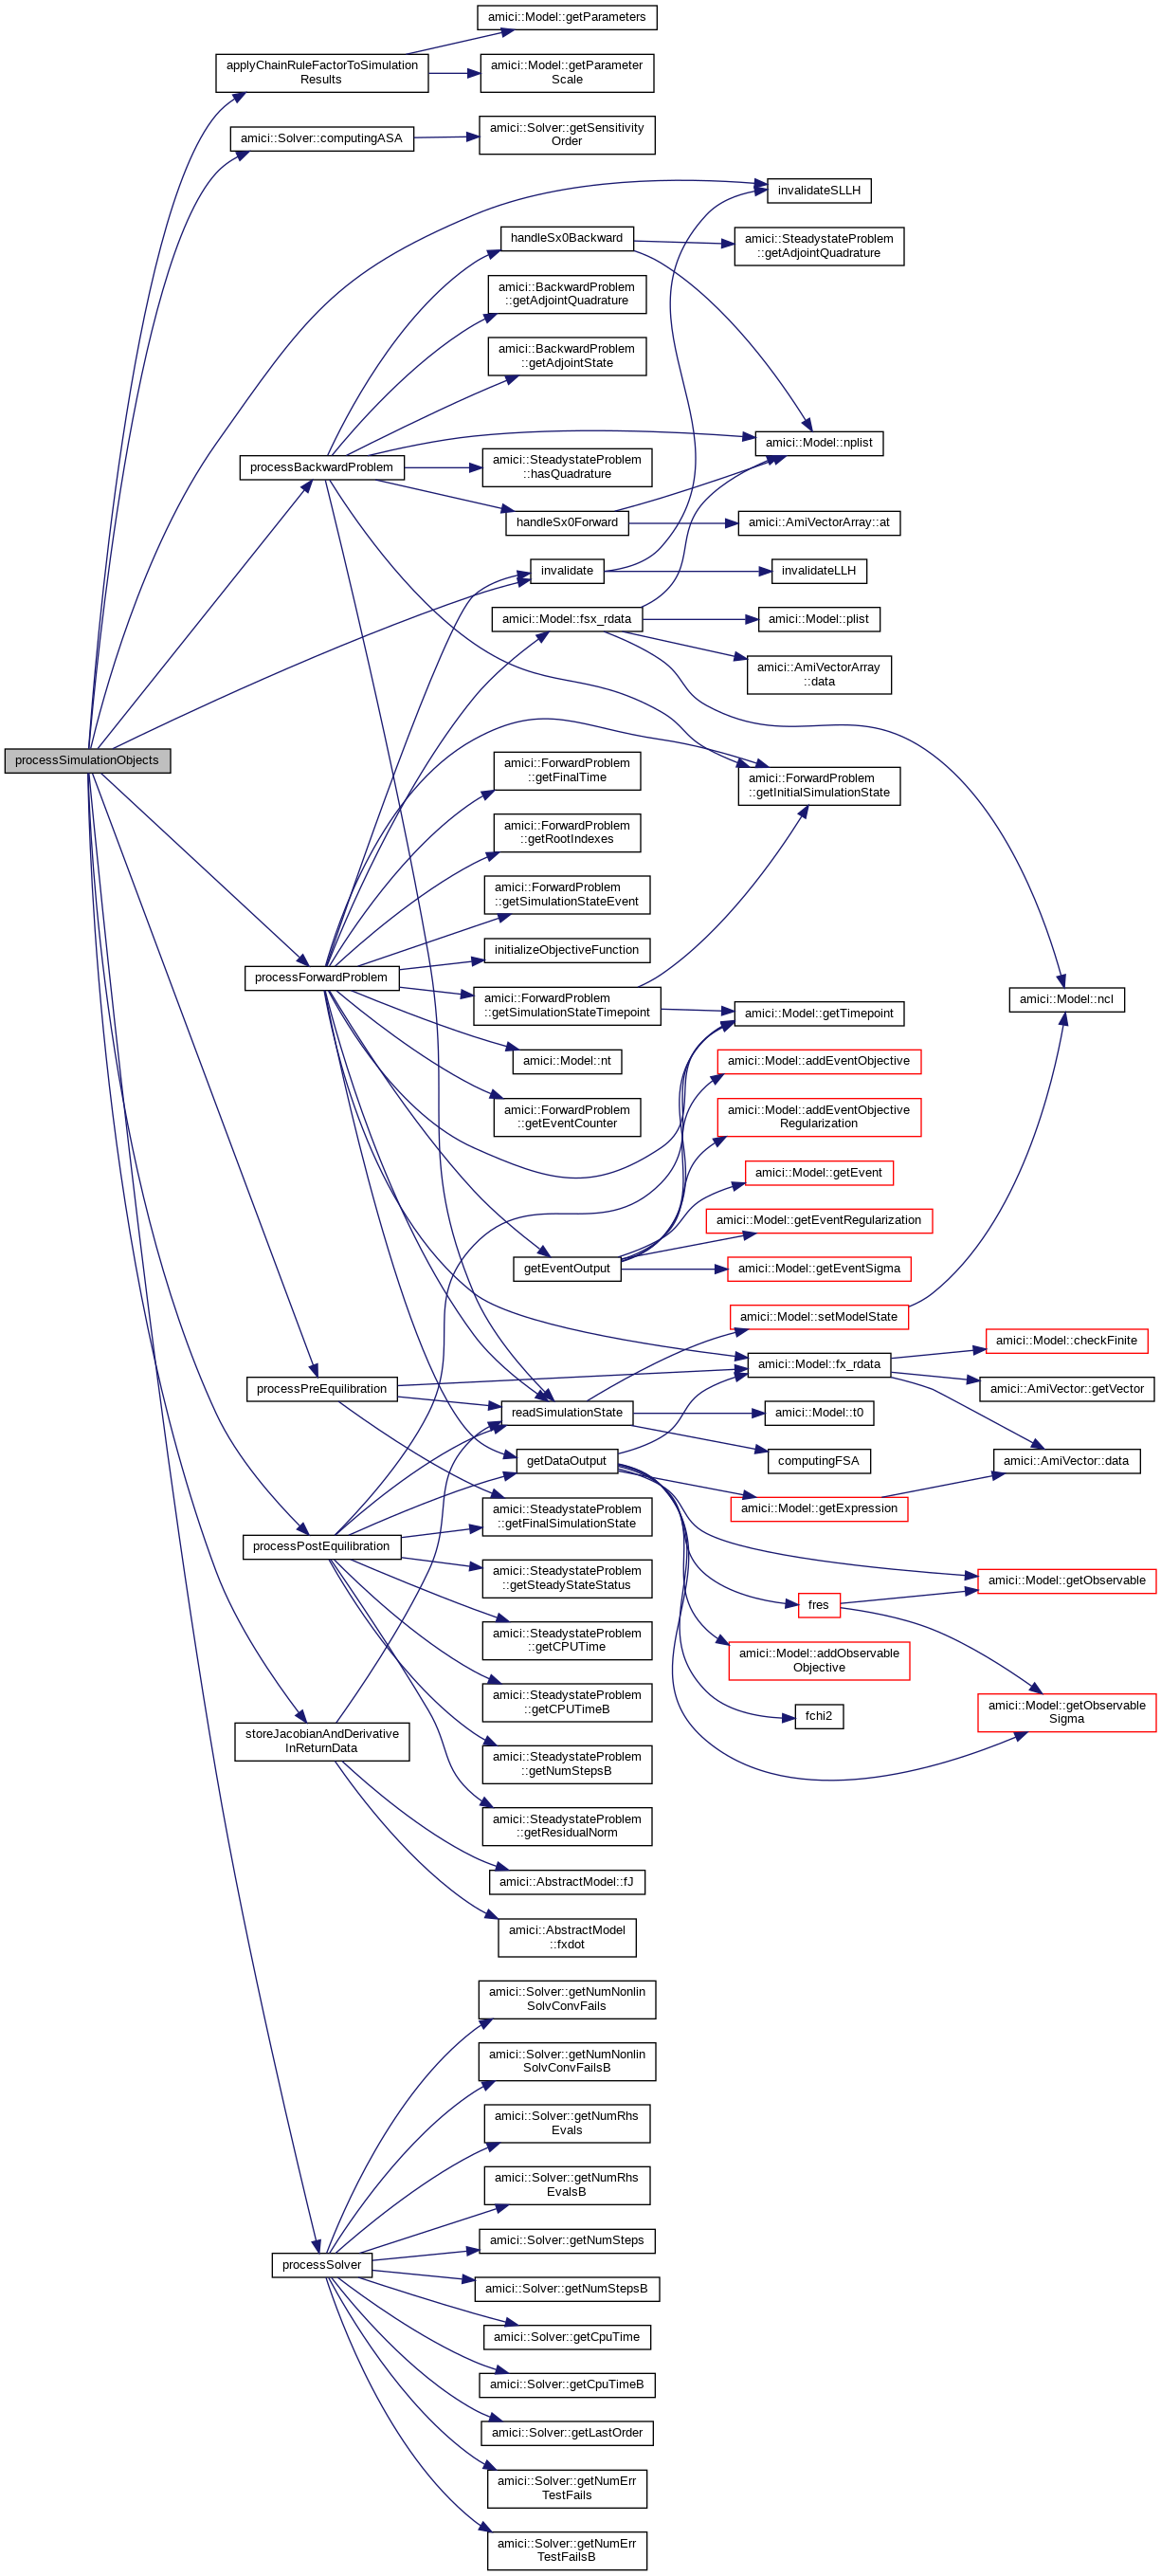 amici::Model::getParameters
applyChainRuleFactorToSimulation
Results
amici::Model::getParameter
Scale
amici::Solver::computingASA
amici::Solver::getSensitivity
Order
invalidateSLLH
handleSx0Backward
amici::SteadystateProblem
::getAdjointQuadrature
amici::BackwardProblem
::getAdjointQuadrature
amici::BackwardProblem
::getAdjointState
amici::Model::nplist
processBackwardProblem
amici::SteadystateProblem
::hasQuadrature
handleSx0Forward
amici::AmiVectorArray::at
invalidate
invalidateLLH
amici::Model::fsx_rdata
amici::Model::plist
amici::AmiVectorArray
::data
processSimulationObjects
amici::ForwardProblem
::getFinalTime
amici::ForwardProblem
::getInitialSimulationState
amici::ForwardProblem
::getRootIndexes
amici::ForwardProblem
::getSimulationStateEvent
initializeObjectiveFunction
processForwardProblem
amici::ForwardProblem
::getSimulationStateTimepoint
amici::Model::getTimepoint
amici::Model::ncl
amici::Model::nt
amici::Model::addEventObjective
amici::ForwardProblem
::getEventCounter
amici::Model::addEventObjective
Regularization
amici::Model::getEvent
amici::Model::getEventRegularization
getEventOutput
amici::Model::getEventSigma
amici::Model::setModelState
amici::Model::checkFinite
amici::Model::fx_rdata
processPreEquilibration
amici::AmiVector::getVector
readSimulationState
amici::Model::t0
getDataOutput
computingFSA
amici::AmiVector::data
amici::SteadystateProblem
::getFinalSimulationState
amici::Model::getExpression
processPostEquilibration
amici::SteadystateProblem
::getSteadyStateStatus
amici::Model::getObservable
fres
amici::SteadystateProblem
::getCPUTime
amici::Model::addObservable
Objective
amici::SteadystateProblem
::getCPUTimeB
amici::Model::getObservable
Sigma
fchi2
storeJacobianAndDerivative
InReturnData
amici::SteadystateProblem
::getNumStepsB
amici::SteadystateProblem
::getResidualNorm
amici::AbstractModel::fJ
amici::AbstractModel
::fxdot
amici::Solver::getNumNonlin
SolvConvFails
amici::Solver::getNumNonlin
SolvConvFailsB
amici::Solver::getNumRhs
Evals
amici::Solver::getNumRhs
EvalsB
amici::Solver::getNumSteps
processSolver
amici::Solver::getNumStepsB
amici::Solver::getCpuTime
amici::Solver::getCpuTimeB
amici::Solver::getLastOrder
amici::Solver::getNumErr
TestFails
amici::Solver::getNumErr
TestFailsB